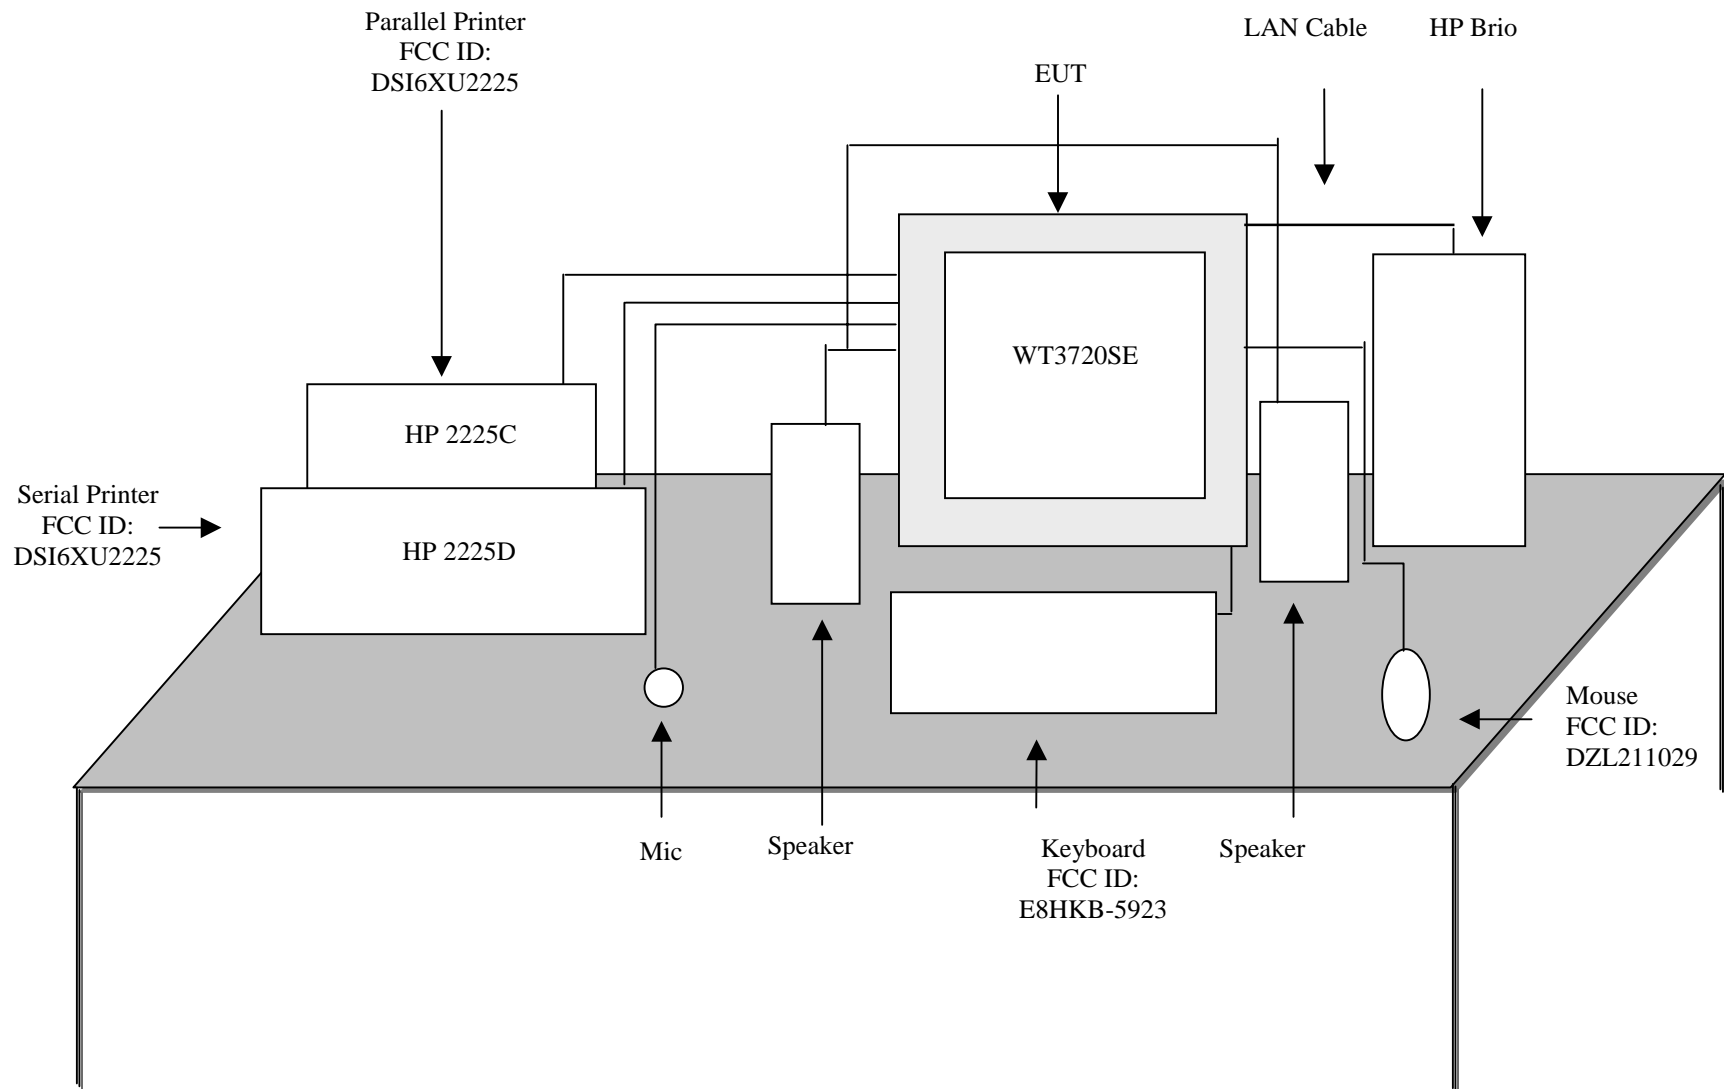 Parallel Printer
FCC ID:
DSI6XU2225
LAN Cable
HP Brio
EUT
WT3720SE
HP 2225C
Serial Printer
FCC ID:
DSI6XU2225
HP 2225D
Mouse
FCC ID:
DZL211029
Mic
Speaker
Keyboard
FCC ID:
E8HKB-5923
Speaker